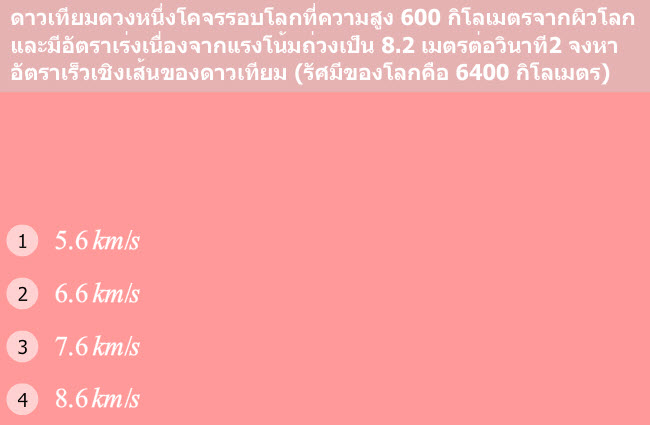 ดาวเทียมดวงหนึ่งโคจรรอบโลกที่ความสูง 600 กิโลเมตรจากผิวโลก
และมีอัตราเร่งเนื่องจากแรงโน้มถ่วงเป็น 8.2 เมตรต่อวินาที2 จงหา
อัตราเร็วเชิงเส้นของดาวเทียม (รัศมีของโลกคือ 6400 กิโลเมตร)
1 5.6 km/s
2 6.6 km/s
3 7.6 km/s
4 8.6 km/s